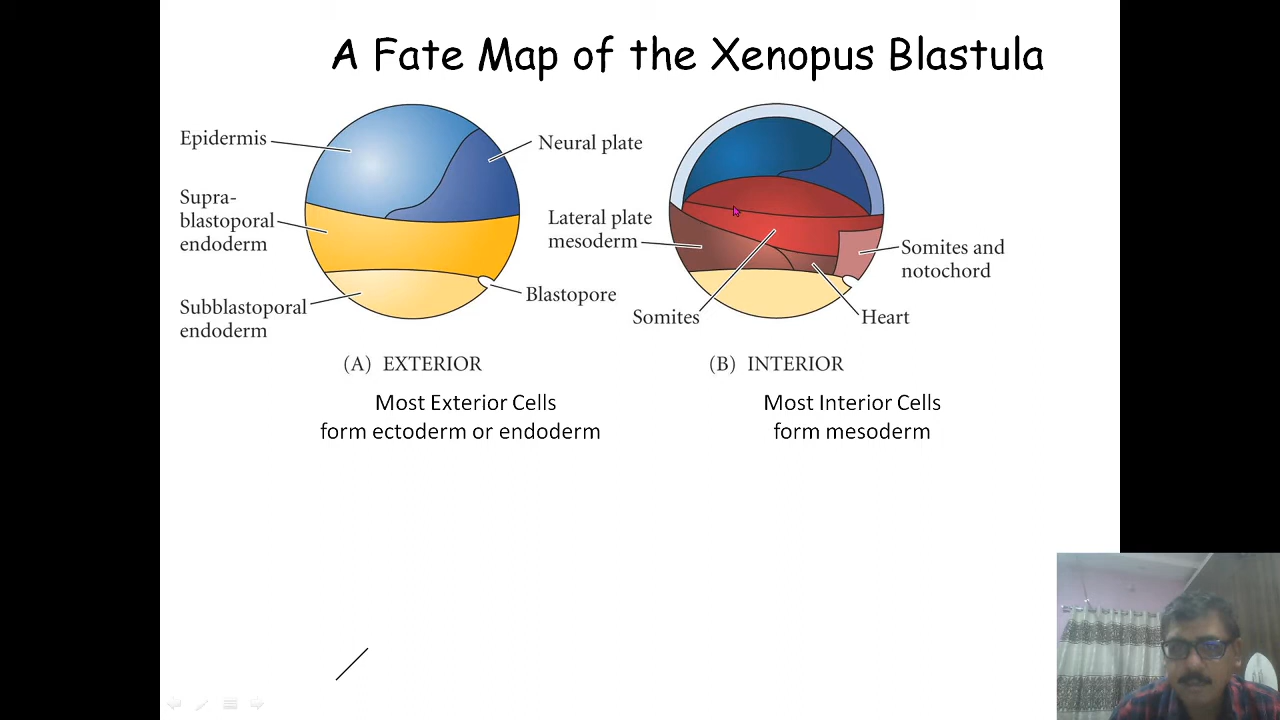 A Fate Map of the Xenopus Blastula
Epidermis
Neural plate
Supra-
blastoporal
endoderm
Subblastoporal
endoderm
Blastopore
Lateral plate
mesoderm
Somites
Somites and
notochord
Heart
(A) EXTERIOR
(B) INTERIOR
Most Exterior Cells
form ectoderm or endoderm
Most Interior Cells
form mesoderm